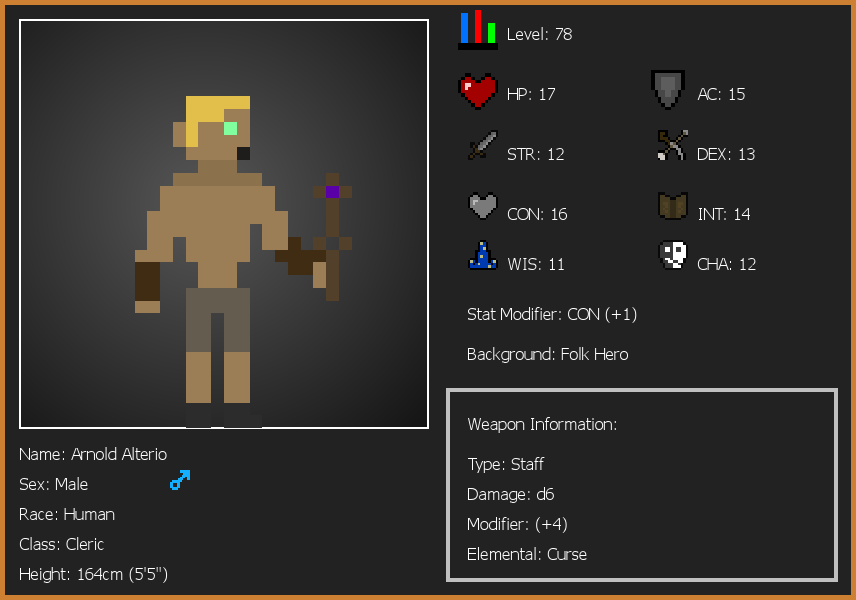 Level: 78
HP: 17
AC: 15
STR: 12
DEX: 13
CON: 16
INT: 14
WIS: 11
CHA: 12
Stat Modifier: CON (+1)
Background: Folk Hero
Weapon Information:
Type: Staff
Damage: d6
Modifier: (+4)
Elemental: Curse
Name: Arnold Alterio
Sex: Male
Race: Human
Class: Cleric
Height: 164cm (5'5")